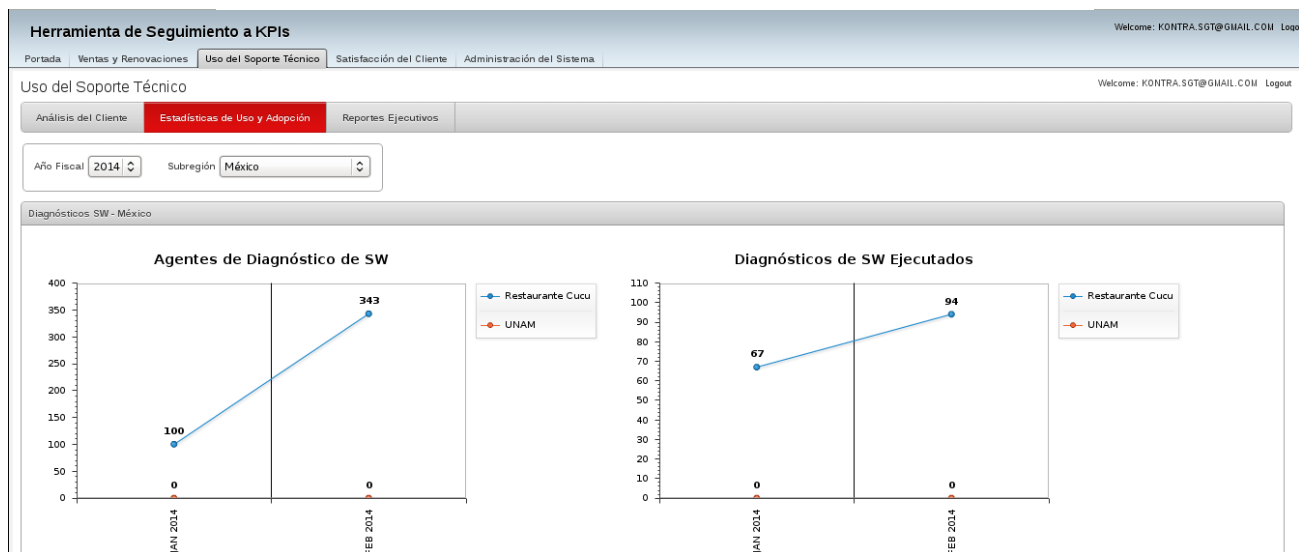 Herramienta de Seguimiento a KPIs
Welcome: KONTRA.SGT@GMAIL.COM Logo
Portada Ventas y Renovaciones Uso del Soporte Técnico Satisfacción del Cliente Administración del Sistema
Uso del Soporte Técnico
Welcome: KONTRA.SGT@GMAIL.COM Logout
Análisis del Cliente Estadísticas de Uso y Adopción Reportes Ejecutivos
Año Fiscal 2014 Subregión México
Diagnósticos SW - México
Agentes de Diagnóstico de SW
400
350
300
250
200
150
100
50
0
100
343
0
0
JAN 2014
FEB 2014
Restaurante Cucu
UNAM
Diagnósticos de SW Ejecutados
110
100
90
80
70
60
50
40
30
20
10
0
67
94
0
0
JAN 2014
FEB 2014
Restaurante Cucu
UNAM